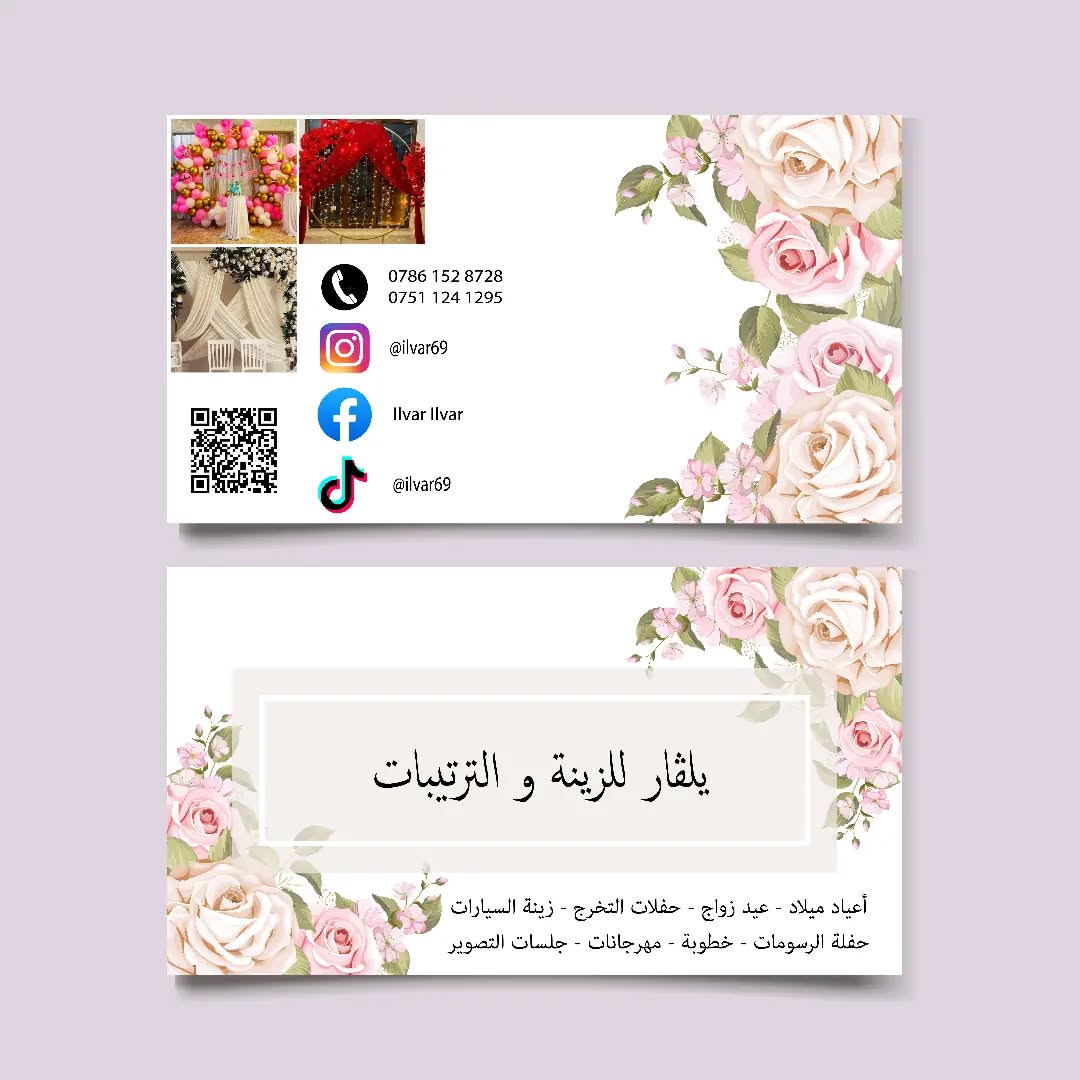 0786 152 8728
0751 124 1295
@ilvar69
Ilvar Ilvar
@ilvar69
يلڤار للزينة و الترتيبات
أعياد ميلاد - عيد زواج - حفلات التخرج - زينة السيارات
حفلة الرسومات - خطوبة - مهرجانات - جلسات التصوير